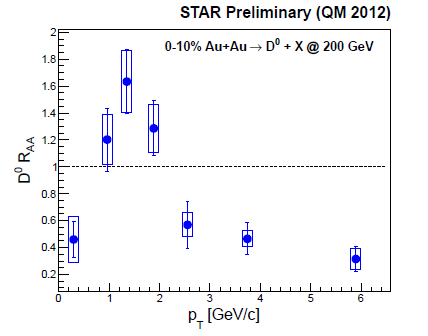 STAR Preliminary (QM 2012)
0-10% Au+Au → D⁰ + X @ 200 GeV
D⁰ R_AA
2
1.8
1.6
1.4
1.2
1
0.8
0.6
0.4
0.2
0 1 2 3 4 5 6
p_T [GeV/c]